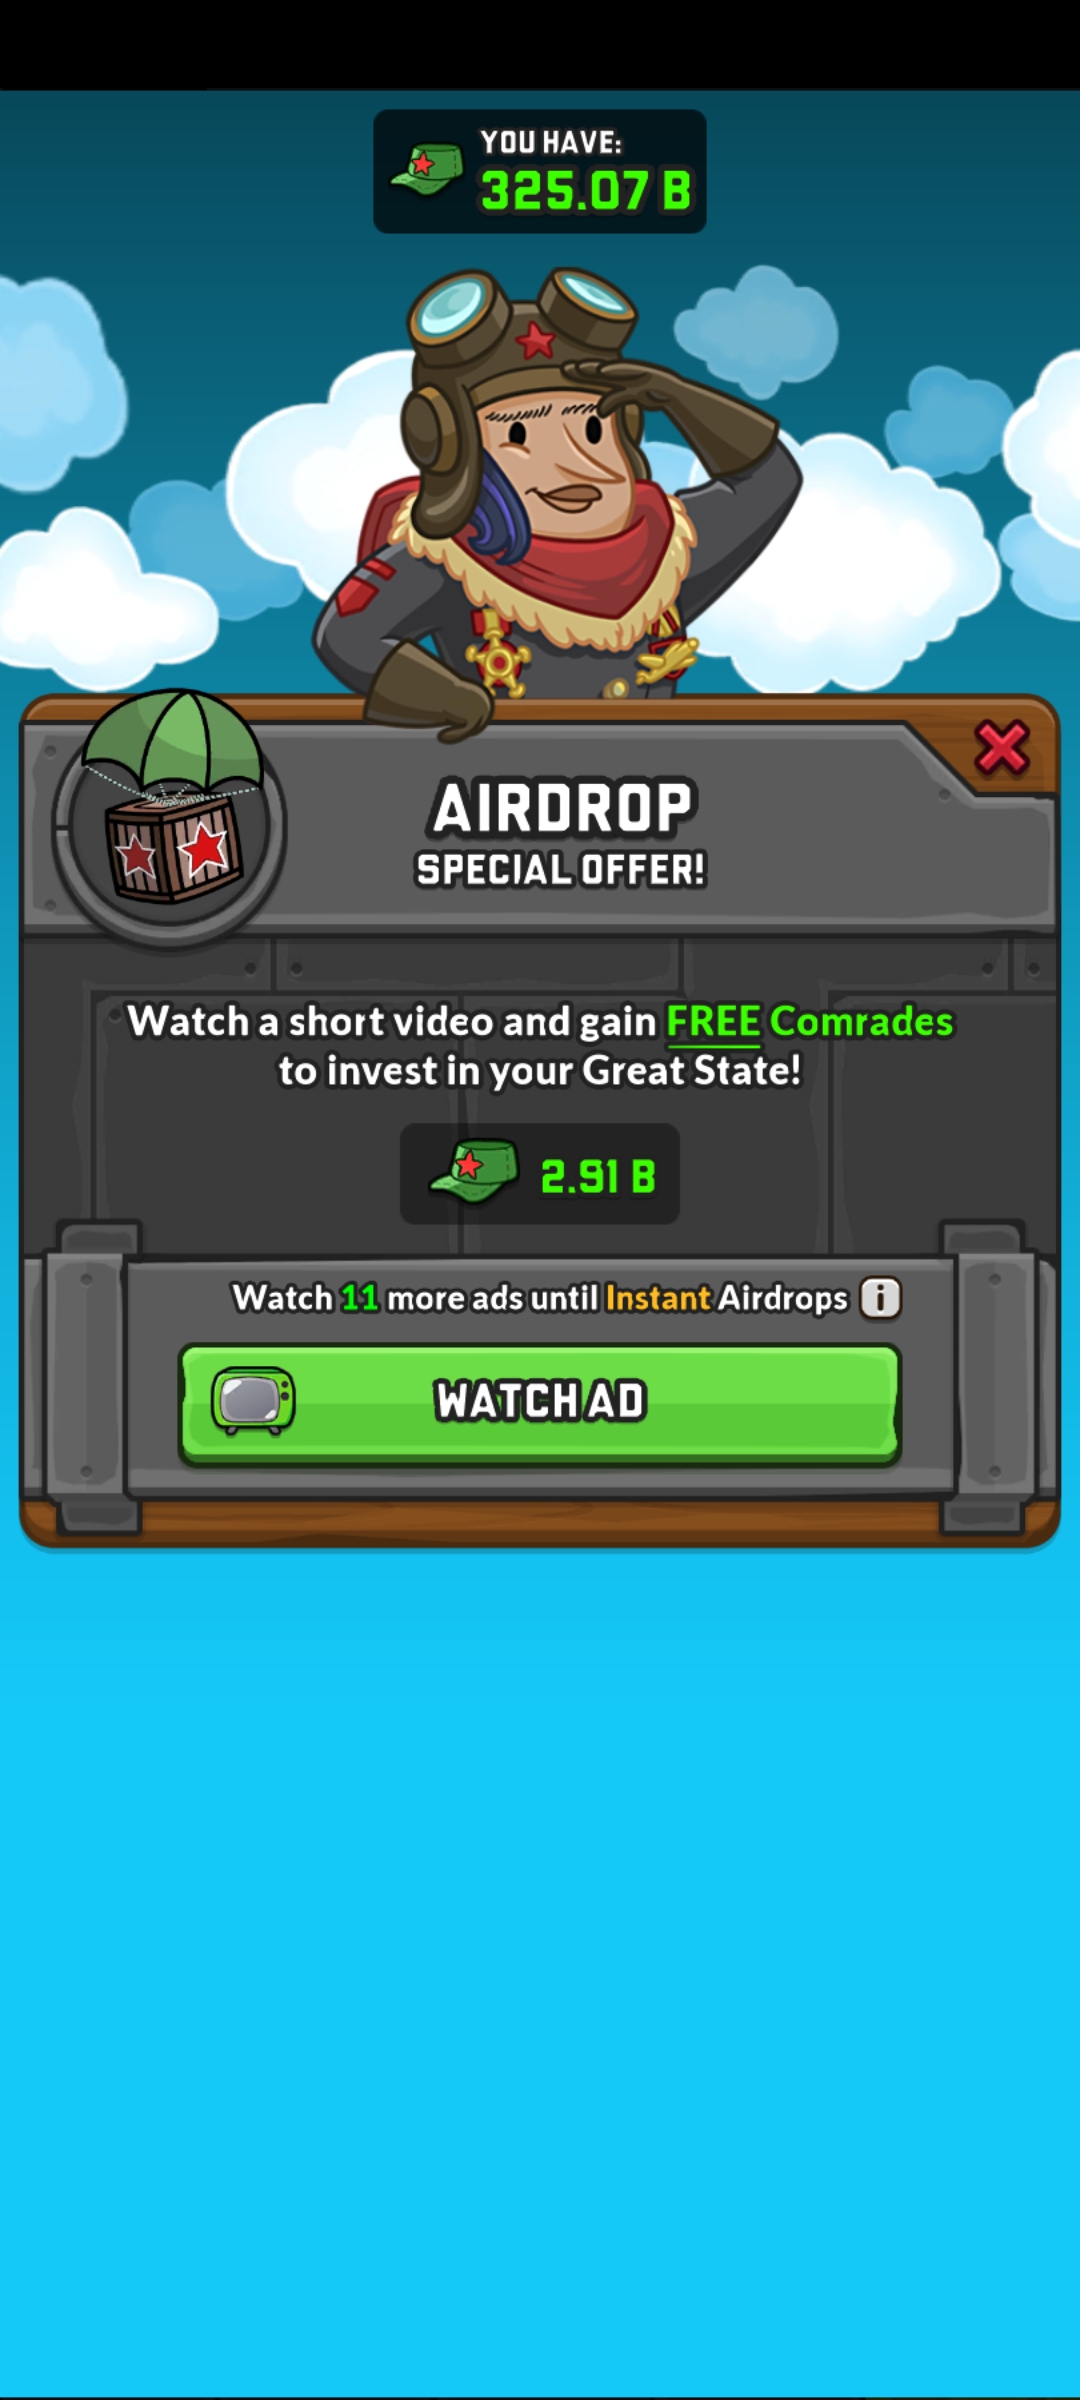 YOU HAVE:
325.07 B
AIRDROP
SPECIAL OFFER!
Watch a short video and gain FREE Comrades
to invest in your Great State!
2.91 B
Watch 11 more ads until Instant Airdrops i
WATCH AD